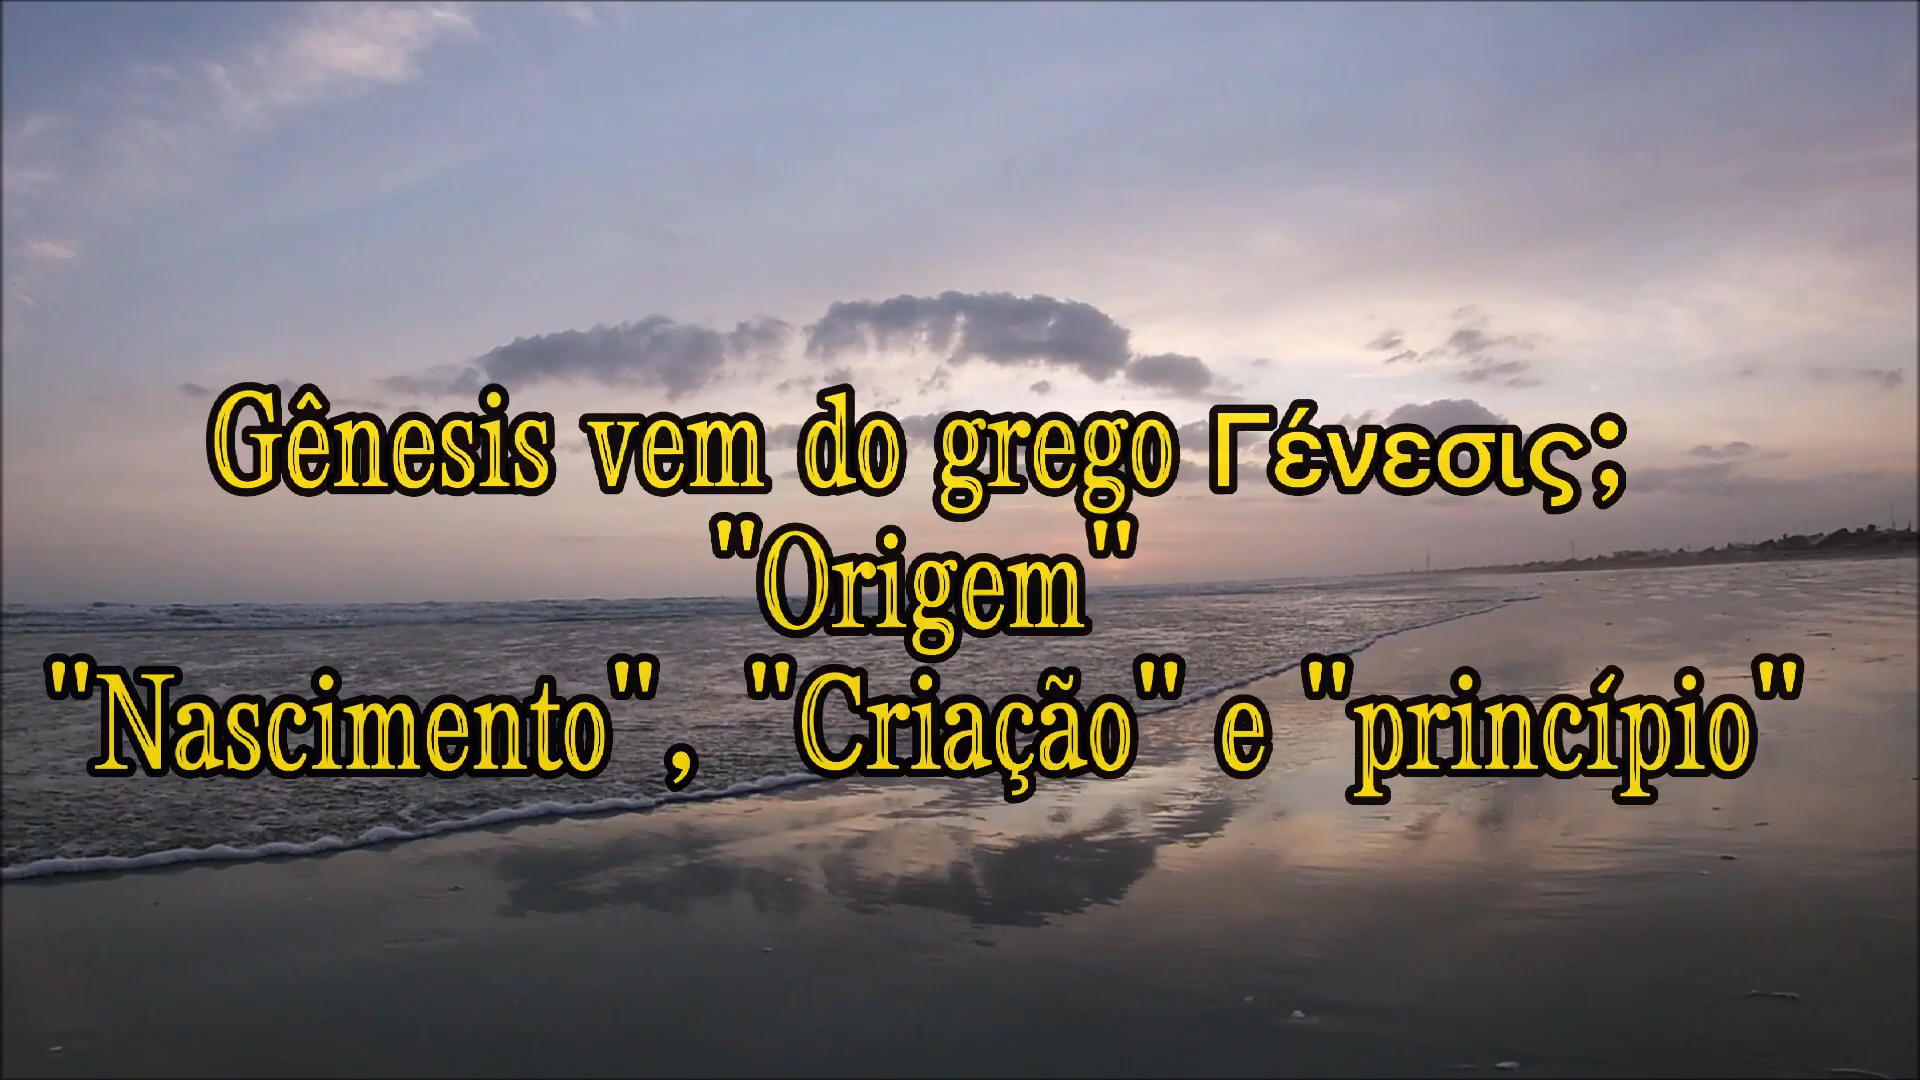 Gênesis vem do grego Γένεσις;
"Origem"
"Nascimento", "Criação" e "princípio"